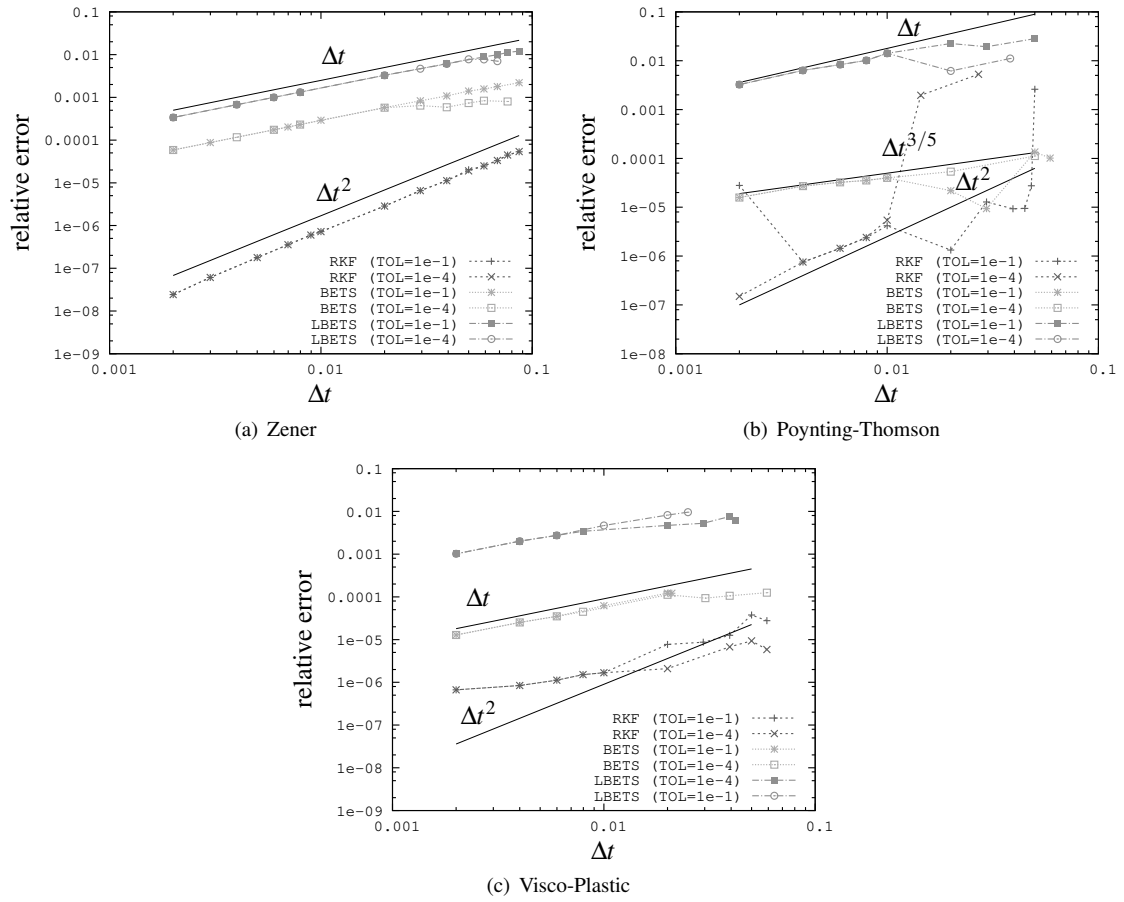 0.1
0.01
0.001
0.0001
1e-05
1e-06
1e-07
1e-08
1e-09
relative error
Δt
Δt²
RKF (TOL=1e-1)
RKF (TOL=1e-4)
BETS (TOL=1e-1)
BETS (TOL=1e-4)
LBETS (TOL=1e-1)
LBETS (TOL=1e-4)
0.001 0.01 0.1
Δt
(a) Zener
0.1
0.01
0.001
0.0001
1e-05
1e-06
1e-07
1e-08
relative error
Δt
Δt^3/5
Δt²
RKF (TOL=1e-1)
RKF (TOL=1e-4)
BETS (TOL=1e-1)
BETS (TOL=1e-4)
LBETS (TOL=1e-1)
LBETS (TOL=1e-4)
0.001 0.01 0.1
Δt
(b) Poynting-Thomson
0.1
0.01
0.001
0.0001
1e-05
1e-06
1e-07
1e-08
1e-09
relative error
Δt
Δt²
RKF (TOL=1e-1)
RKF (TOL=1e-4)
BETS (TOL=1e-1)
BETS (TOL=1e-4)
LBETS (TOL=1e-4)
LBETS (TOL=1e-1)
0.001 0.01 0.1
Δt
(c) Visco-Plastic